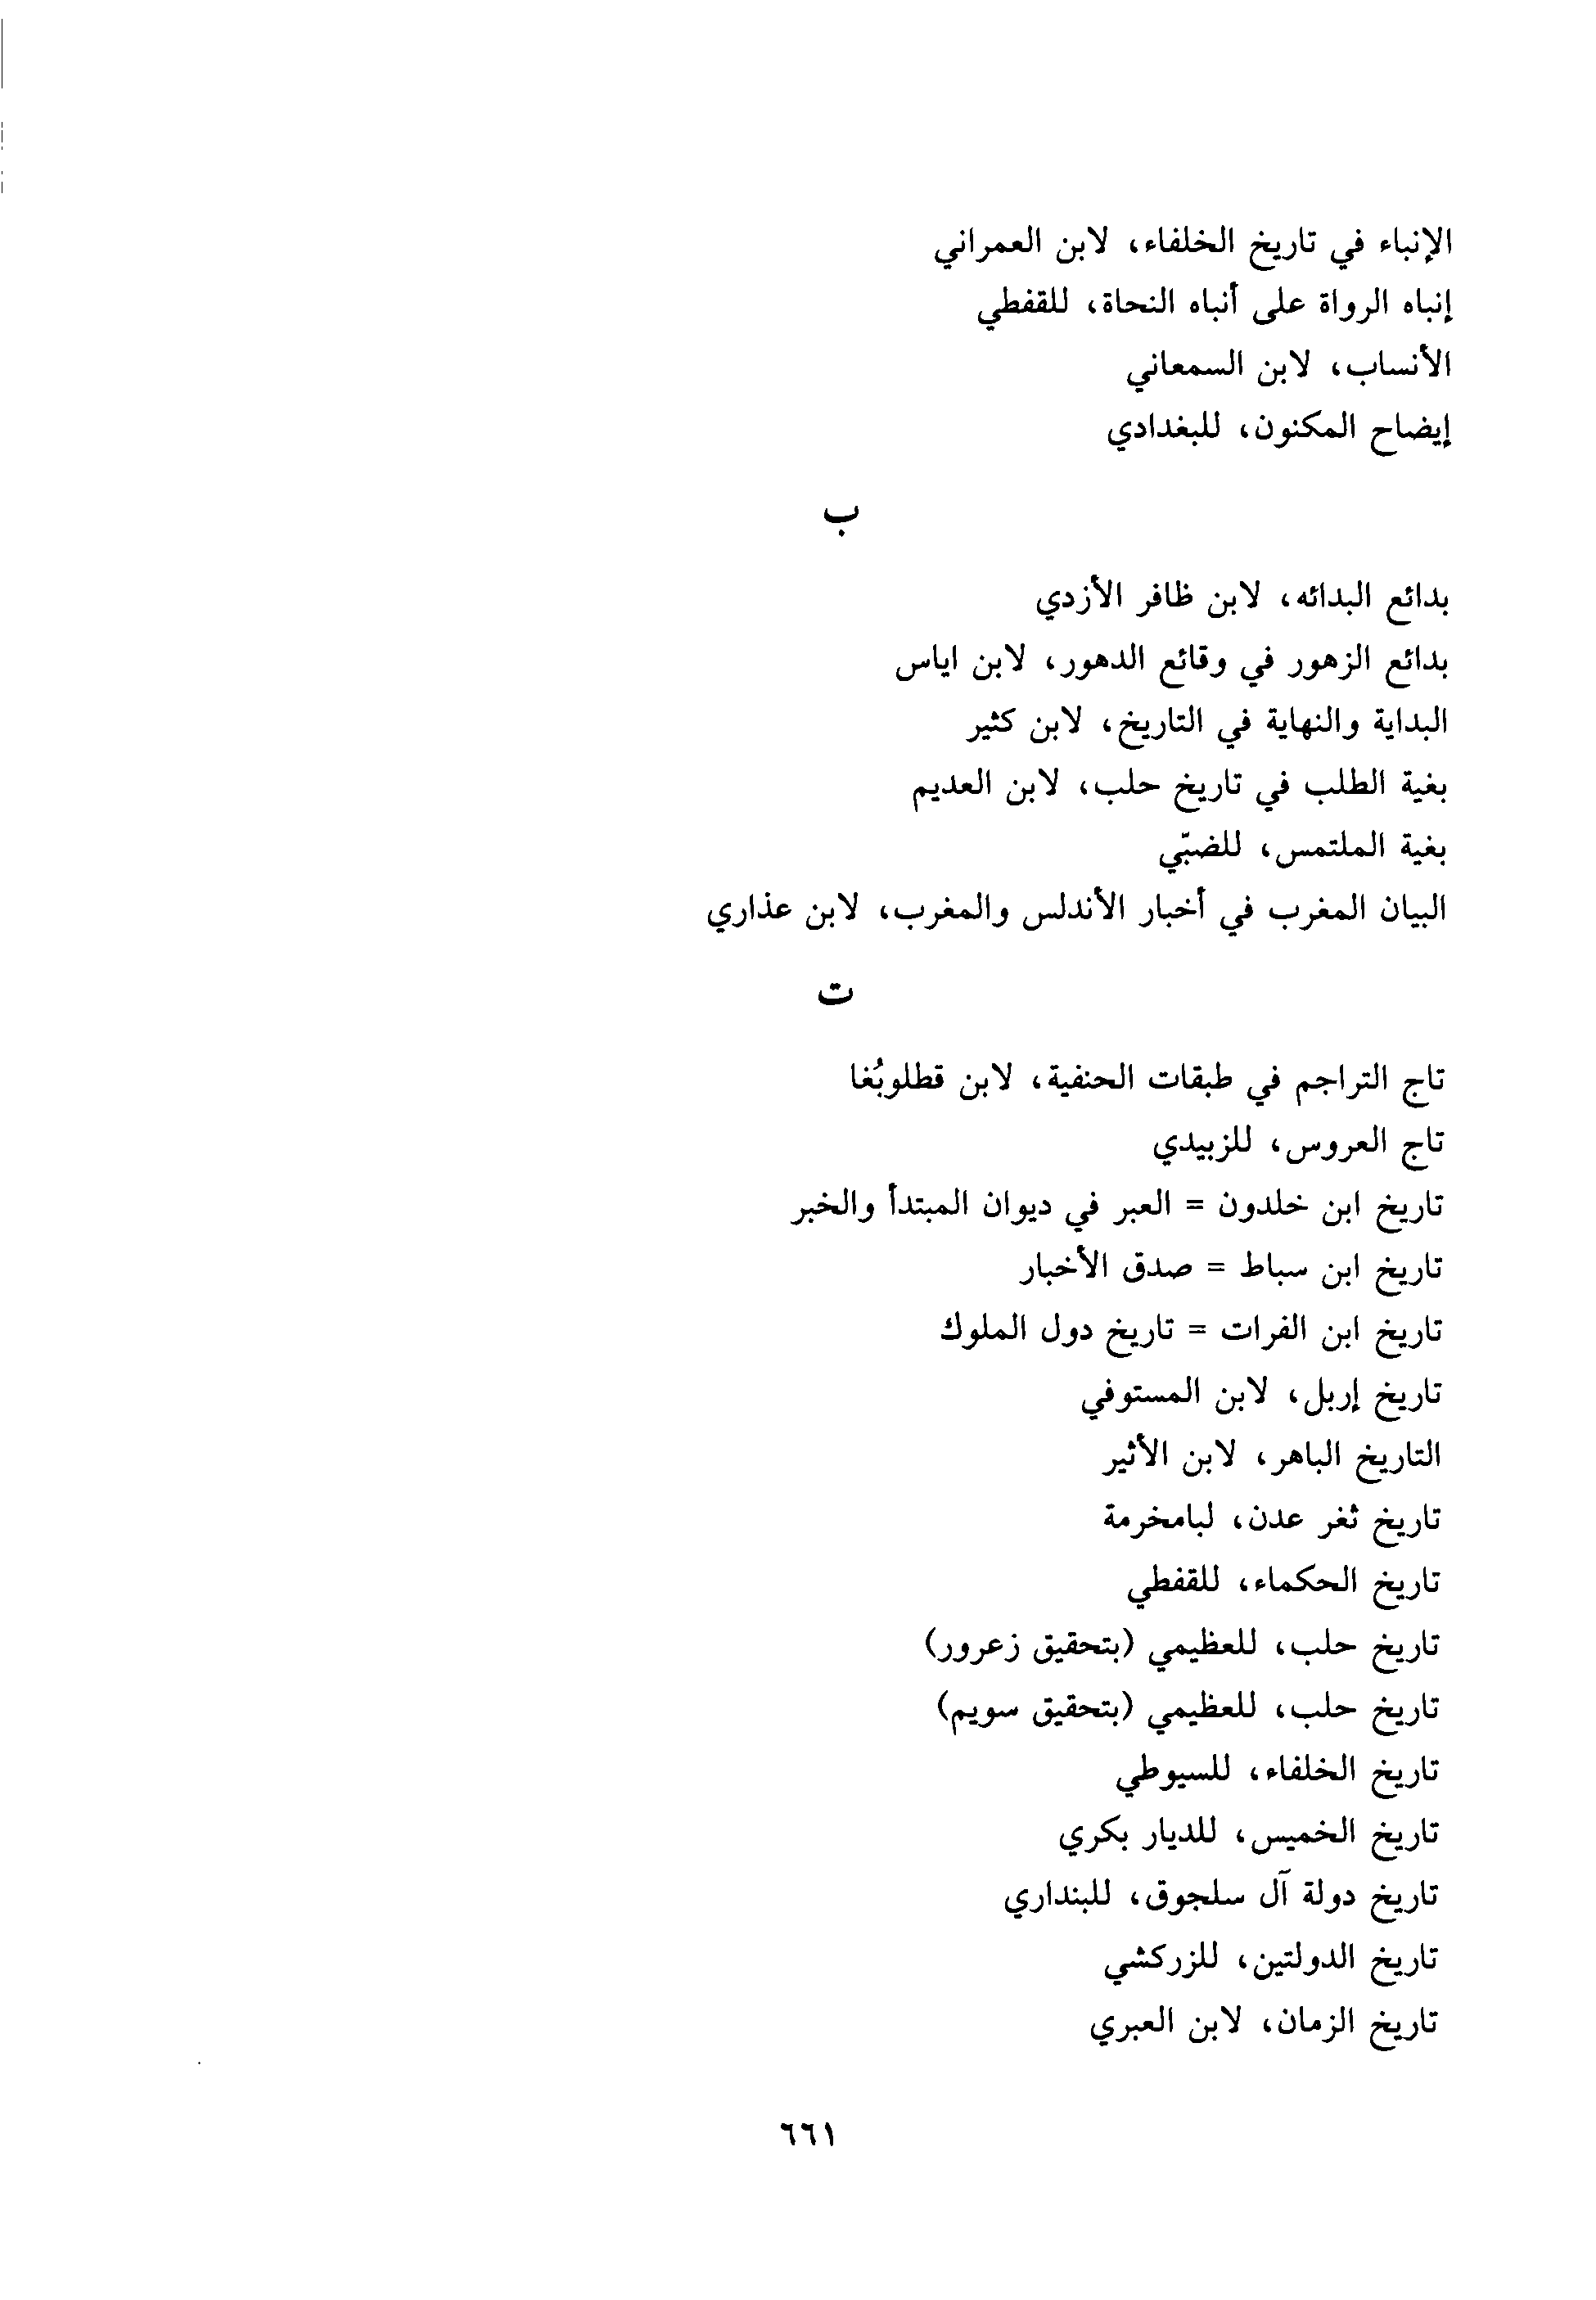 الإنباء في تاريخ الخلفاء، لابن العمراني
إنباه الرواة على أنباه النحاة، للقفطي
الأنساب، لابن السمعاني
إيضاح المكنون، للبغدادي
ب
بدائع البدائه، لابن ظافر الأزدي
بدائع الزهور في وقائع الدهور، لابن اياس
البداية والنهاية في التاريخ، لابن كثير
بغية الطلب في تاريخ حلب، لابن العديم
بغية الملتمس، للضبّي
البيان المغرب في أخبار الأندلس والمغرب، لابن عذاري
ت
تاج التراجم في طبقات الحنفية، لابن قطلوبُغا
تاج العروس، للزبيدي
تاريخ ابن خلدون = العبر في ديوان المبتدأ والخبر
تاريخ ابن سباط = صدق الأخبار
تاريخ ابن الفرات = تاريخ دول الملوك
تاريخ إربل، لابن المستوفي
التاريخ الباهر، لابن الأثير
تاريخ ثغر عدن، لبامخرمة
تاريخ الحكماء، للقفطي
تاريخ حلب، للعظيمي (بتحقيق زعرور)
تاريخ حلب، للعظيمي (بتحقيق سويم)
تاريخ الخلفاء، للسيوطي
تاريخ الخميس، للديار بكري
تاريخ دولة آل سلجوق، للبنداري
تاريخ الدولتين، للزركشي
تاريخ الزمان، لابن العبري
٦٦١